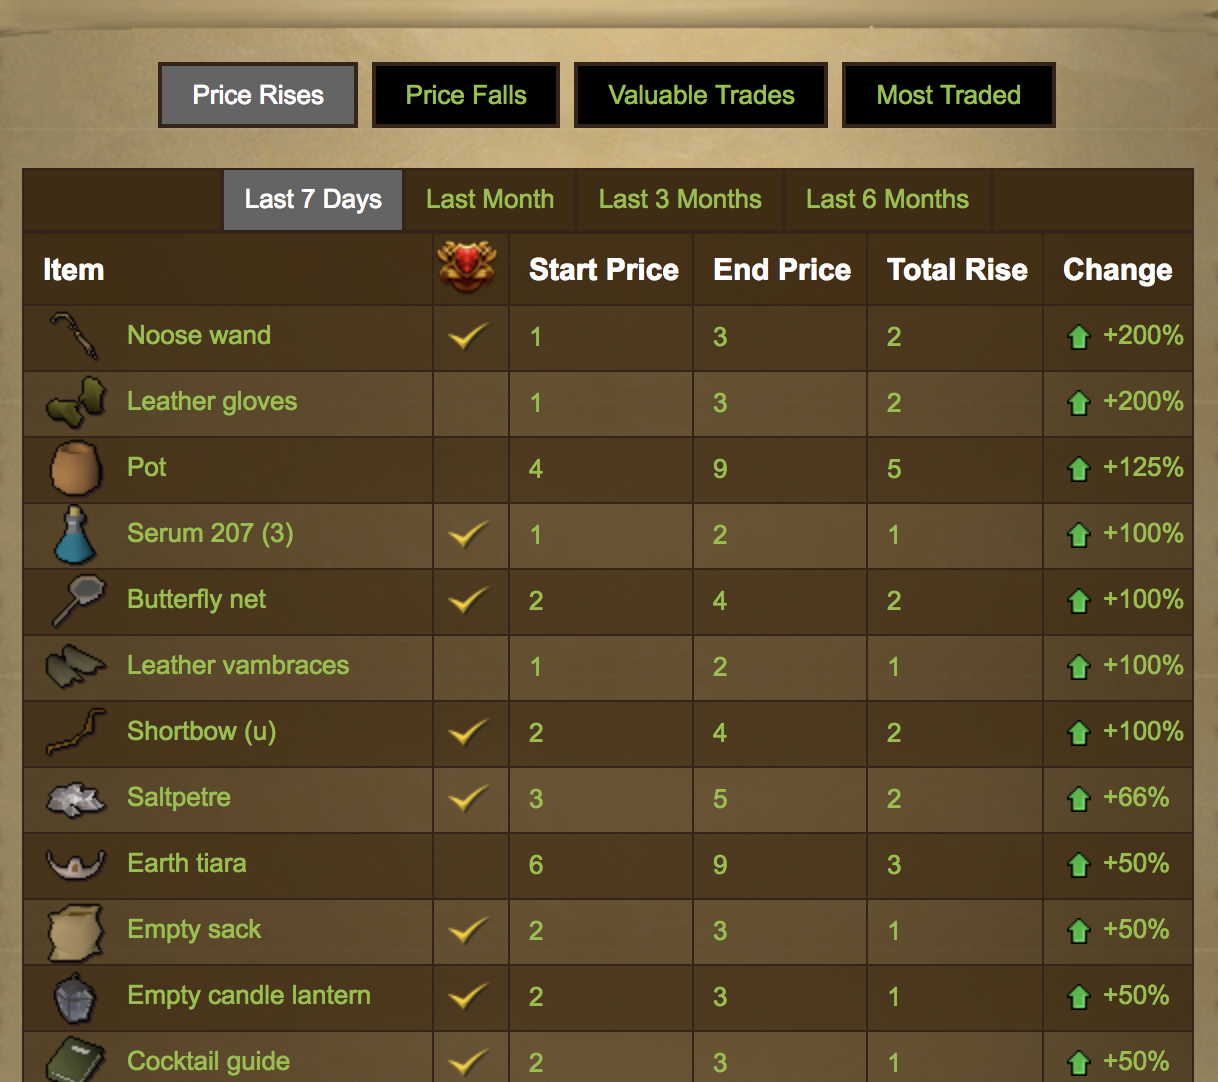 Price Rises Price Falls Valuable Trades Most Traded
Last 7 Days Last Month Last 3 Months Last 6 Months
Item Start Price End Price Total Rise Change
Noose wand 1 3 2 +200%
Leather gloves 1 3 2 +200%
Pot 4 9 5 +125%
Serum 207 (3) 1 2 1 +100%
Butterfly net 2 4 2 +100%
Leather vambraces 1 2 1 +100%
Shortbow (u) 2 4 2 +100%
Saltpetre 3 5 2 +66%
Earth tiara 6 9 3 +50%
Empty sack 2 3 1 +50%
Empty candle lantern 2 3 1 +50%
Cocktail guide 2 3 1 +50%